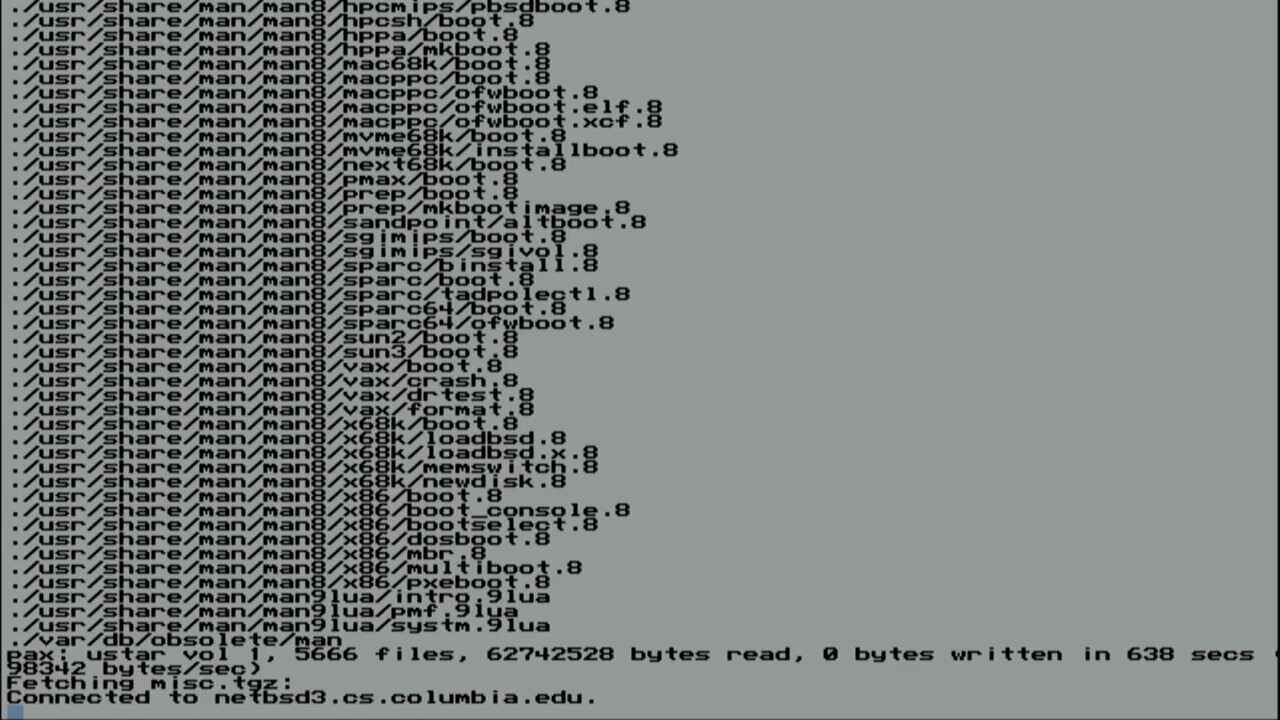 ./usr/share/man/man8/hpcmips/pbsdboot.8
./usr/share/man/man8/hpcsh/boot.8
./usr/share/man/man8/hppa/boot.8
./usr/share/man/man8/hppa/mkboot.8
./usr/share/man/man8/mac68k/boot.8
./usr/share/man/man8/macppc/boot.8
./usr/share/man/man8/macppc/ofwboot.8
./usr/share/man/man8/macppc/ofwboot.elf.8
./usr/share/man/man8/macppc/ofwboot.xcf.8
./usr/share/man/man8/mvme68k/boot.8
./usr/share/man/man8/mvme68k/installboot.8
./usr/share/man/man8/next68k/boot.8
./usr/share/man/man8/pmax/boot.8
./usr/share/man/man8/prep/boot.8
./usr/share/man/man8/prep/mkbootimage.8
./usr/share/man/man8/sandpoint/altboot.8
./usr/share/man/man8/sgimips/boot.8
./usr/share/man/man8/sgimips/sgivol.8
./usr/share/man/man8/sparc/binstall.8
./usr/share/man/man8/sparc/boot.8
./usr/share/man/man8/sparc/tadpolectl.8
./usr/share/man/man8/sparc64/boot.8
./usr/share/man/man8/sparc64/ofwboot.8
./usr/share/man/man8/sun2/boot.8
./usr/share/man/man8/sun3/boot.8
./usr/share/man/man8/vax/boot.8
./usr/share/man/man8/vax/crash.8
./usr/share/man/man8/vax/drtest.8
./usr/share/man/man8/vax/format.8
./usr/share/man/man8/x68k/boot.8
./usr/share/man/man8/x68k/loadbsd.8
./usr/share/man/man8/x68k/loadbsd.x.8
./usr/share/man/man8/x68k/memswitch.8
./usr/share/man/man8/x68k/newdisk.8
./usr/share/man/man8/x86/boot.8
./usr/share/man/man8/x86/boot_console.8
./usr/share/man/man8/x86/bootselect.8
./usr/share/man/man8/x86/dosboot.8
./usr/share/man/man8/x86/mbr.8
./usr/share/man/man8/x86/multiboot.8
./usr/share/man/man8/x86/pxeboot.8
./usr/share/man/man9lua/intro.9lua
./usr/share/man/man9lua/pmf.9lua
./usr/share/man/man9lua/systm.9lua
./var/db/obsolete/man
pax: ustar vol 1, 5666 files, 62742528 bytes read, 0 bytes written in 638 secs
98342 bytes/sec)
Fetching misc.tgz:
Connected to netbsd3.cs.columbia.edu.